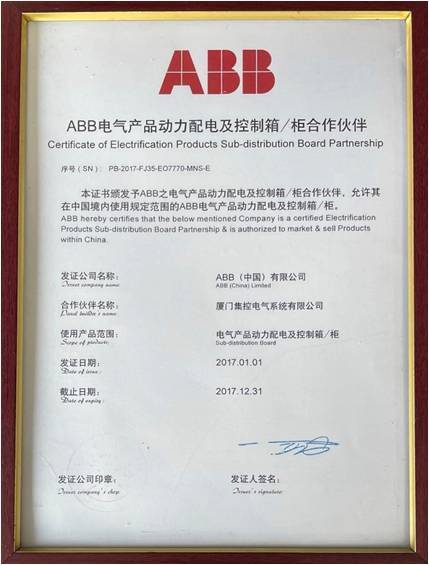 ABB
ABB电气产品动力配电及控制箱/柜合作伙伴
Certificate of Electrification Products Sub-distribution Board Partnership
序号（SN）： PB-2017-FJ35-EO7770-MNS-E
本证书颁发予ABB之电气产品动力配电及控制箱/柜合作伙伴，允许其
在中国境内使用规定范围的ABB电气产品动力配电及控制箱/柜。
ABB hereby certifies that the below mentioned Company is a certified Electrification
Products Sub-distribution Board Partnership & is authorized to market & sell Products
within China.
发证公司名称： ABB（中国）有限公司
Issuer company name: ABB (China) Limited
合作伙伴名称： 厦门集控电气系统有限公司
Panel builder's name:
使用产品范围： 电气产品动力配电及控制箱/柜
Scope of products: Sub-distribution Board
发证日期： 2017.01.01
Date of issue:
截止日期： 2017.12.31
Date of expiry:
发证公司印章： 发证人签名：
Issuer company's chop: Issuer's signature: